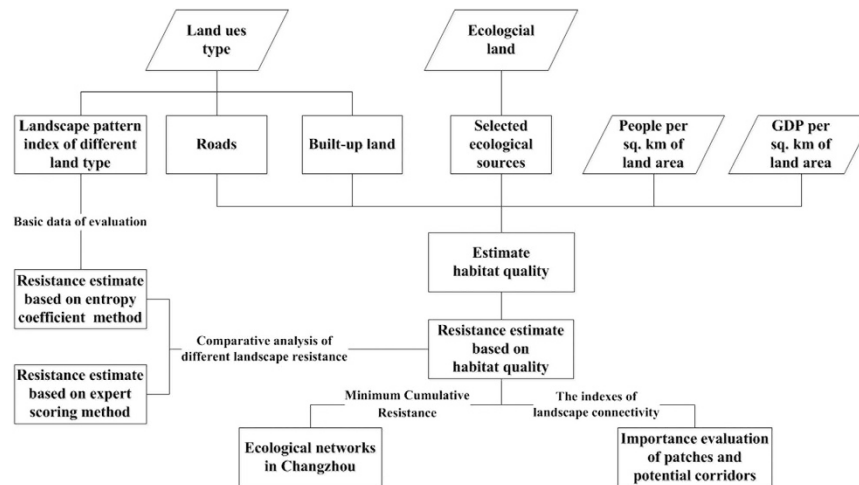 Land ues
type
Ecologcial
land
Landscape pattern
index of different
land type
Roads
Built-up land
Selected
ecological
sources
People per
sq. km of
land area
GDP per
sq. km of
land area
Basic data of evaluation
Estimate
habitat quality
Resistance estimate
based on entropy
coefficient method
Comparative analysis of
different landscape resistance
Resistance estimate
based on
habitat quality
Resistance estimate
based on expert
scoring method
Minimum Cumulative
Resistance
The indexes of
landscape connectivity
Ecological networks
in Changzhou
Importance evaluation
of patches and
potential corridors